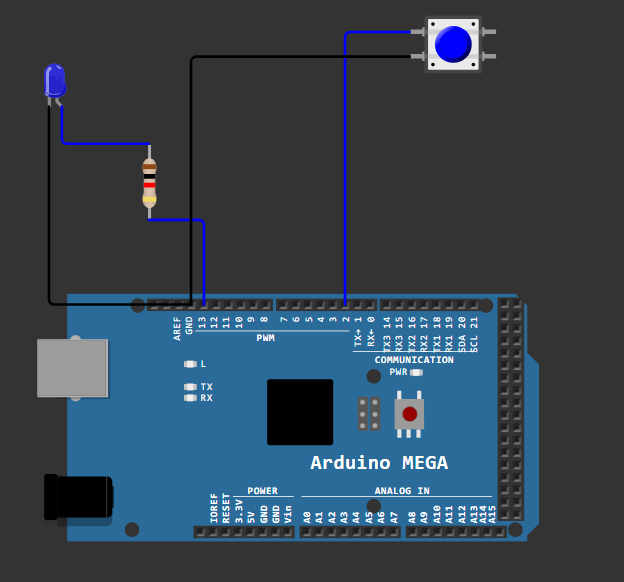 AREF
GND
13
12
11
10
9
8
7
6
5
4
3
2
TX→ 1
RX← 0
TX3 14
RX3 15
TX2 16
RX2 17
TX1 18
RX1 19
SDA 20
SCL 21
PWM
COMMUNICATION
L
PWR
TX
RX
Arduino MEGA
POWER
ANALOG IN
IOREF
RESET
3.3V
5V
GND
GND
Vin
A0
A1
A2
A3
A4
A5
A6
A7
A8
A9
A10
A11
A12
A13
A14
A15